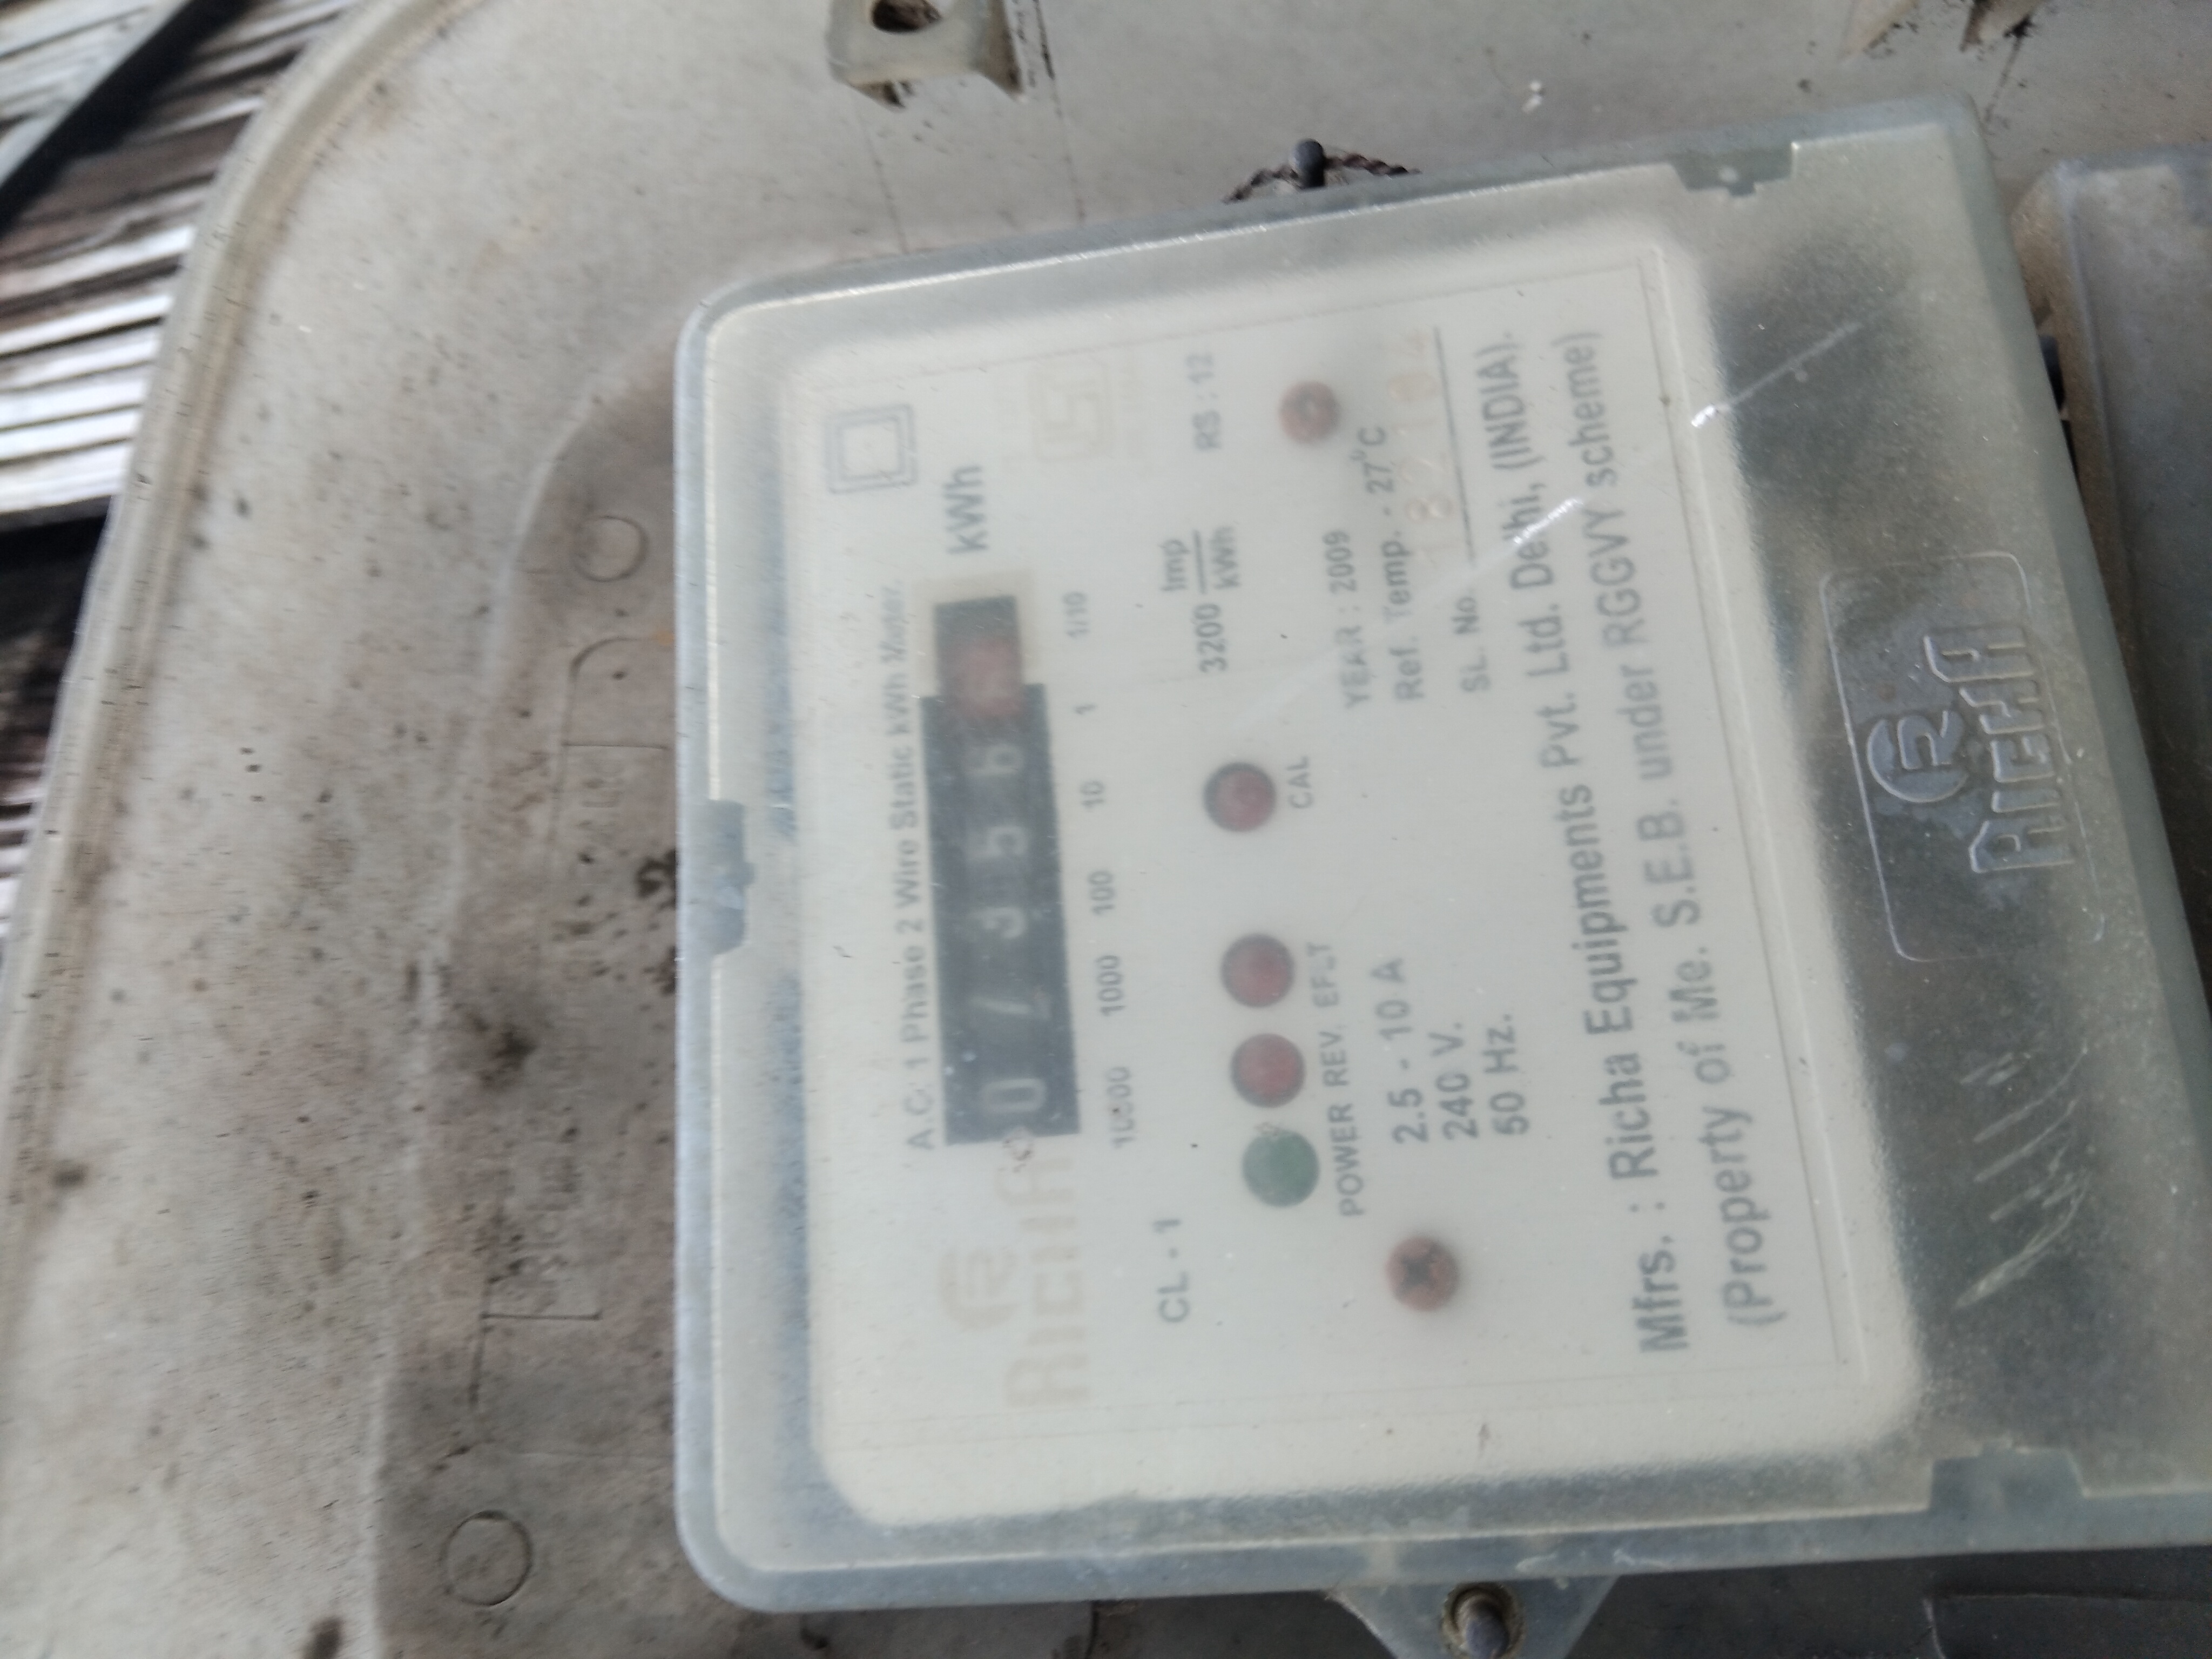 A.C. 1 Phase 2 Wire Static kWh Meter
RICHA
0 7 3 5 6
kWh
10000 1000 100 10 1 1/10
CL - 1
3200 Imp
kWh
RS : 12
CAL
POWER REV. EFLT
2.5 - 10 A
240 V.
50 Hz.
YEAR : 2009
Ref. Temp. - 27°C
SL. No.
Mfrs. : Richa Equipments Pvt. Ltd. Delhi, (INDIA).
(Property of Me. S.E.B. under RGGVY scheme)
R
RICHA